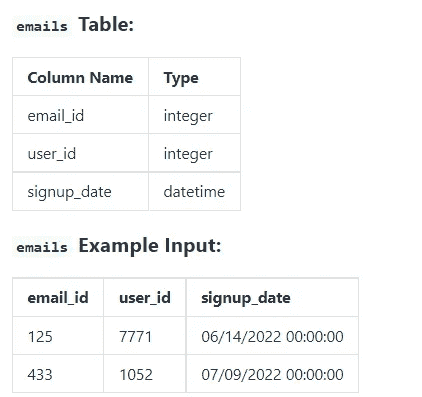 emails Table:
Column Name Type
email_id integer
user_id integer
signup_date datetime
emails Example Input:
email_id user_id signup_date
125 7771 06/14/2022 00:00:00
433 1052 07/09/2022 00:00:00